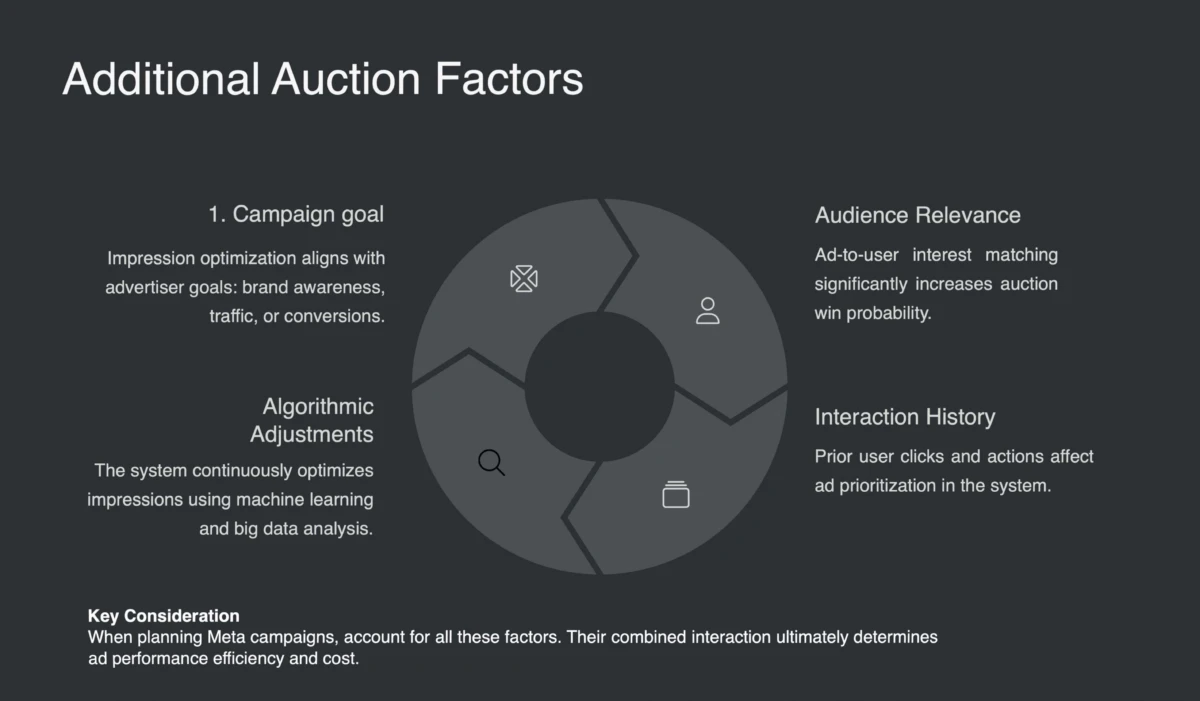 Additional Auction Factors
1. Campaign goal
Impression optimization aligns with
advertiser goals: brand awareness,
traffic, or conversions.
Audience Relevance
Ad-to-user interest matching
significantly increases auction
win probability.
Algorithmic
Adjustments
The system continuously optimizes
impressions using machine learning
and big data analysis.
Interaction History
Prior user clicks and actions affect
ad prioritization in the system.
Key Consideration
When planning Meta campaigns, account for all these factors. Their combined interaction ultimately determines
ad performance efficiency and cost.